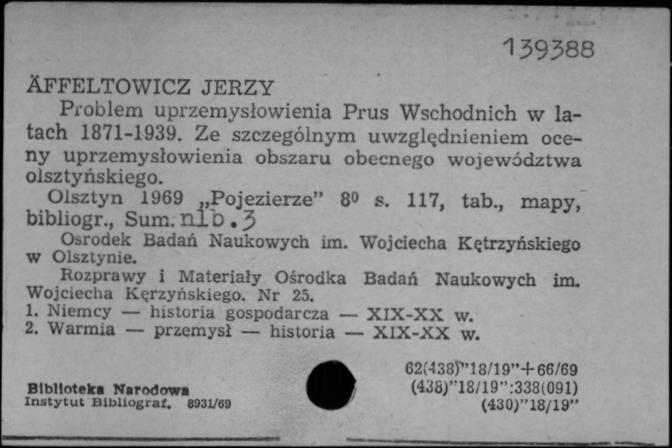 139388
ÄFFELTOWICZ JERZY
Problem uprzemysłowienia Prus Wschodnich w la-
tach 1871-1939. Ze szczególnym uwzględnieniem oce-
ny uprzemysłowienia obszaru obecnego województwa
olsztyńskiego.
Olsztyn 1969 „Pojezierze” 8⁰ s. 117, tab., mapy,
bibliogr., Sum. nlb. 3
Osrodek Badań Naukowych im. Wojciecha Kętrzyńskiego
w Olsztynie.
Rozprawy i Materiały Ośrodka Badań Naukowych im.
Wojciecha Kęrzyńskiego. Nr 25.
1. Niemcy — historia gospodarcza — XIX-XX w.
2. Warmia — przemysł — historia — XIX-XX w.
62(438)”18/19”+66/69
Biblioteka Narodowa (438)”18/19”:338(091)
Instytut Bibliograf. 8931/69 (430)”18/19”